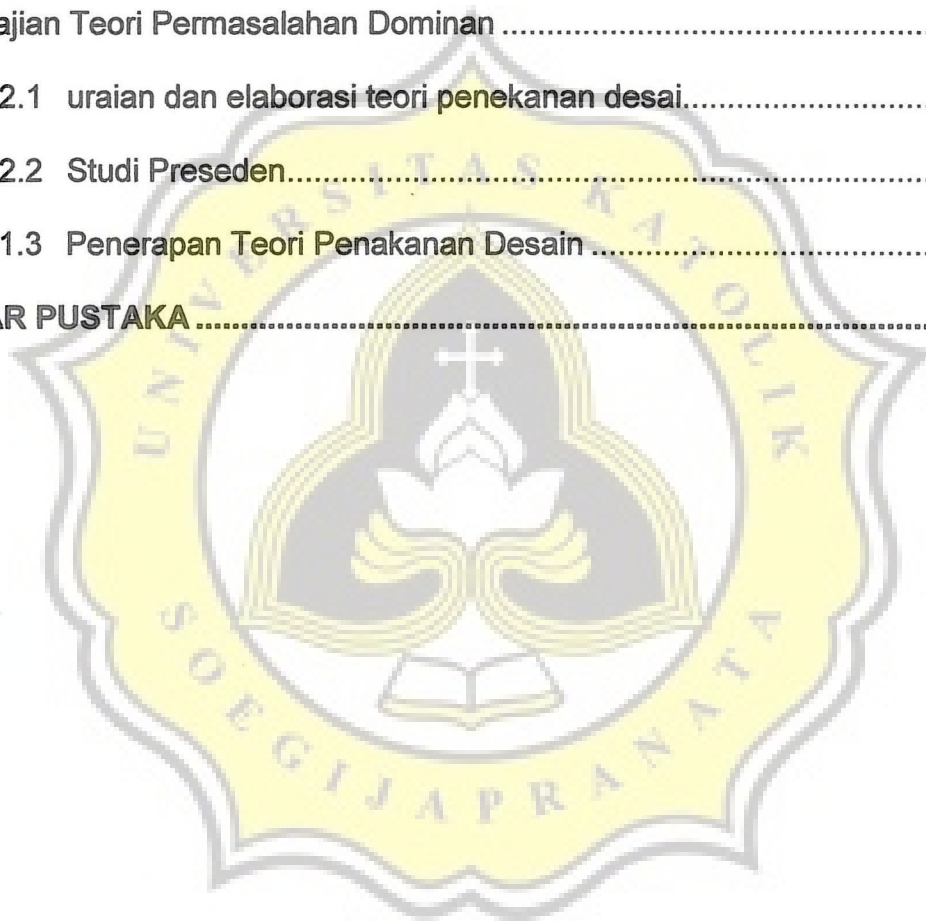 ajian Teori Permasalahan Dominan ................................................
2.1 uraian dan elaborasi teori penekanan desai..........................
2.2 Studi Preseden......................................................................
1.3 Penerapan Teori Penakanan Desain .....................................
AR PUSTAKA ................................................................................
UNIVERSITAS KATOLIK
SOEGIJAPRANATA